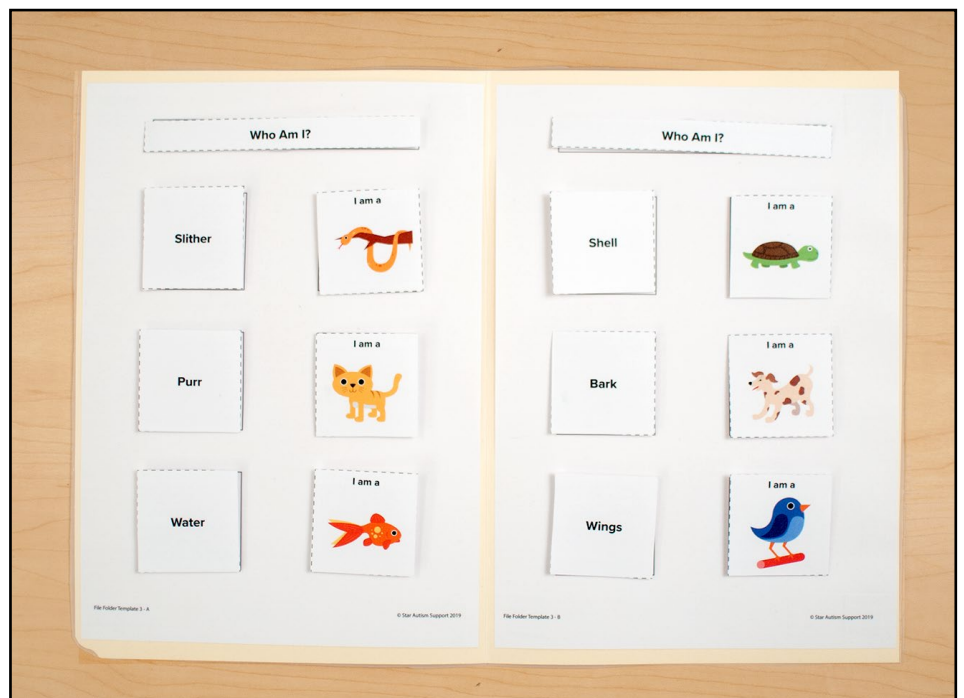 Who Am I?
Slither
I am a
Purr
I am a
Water
I am a
File Folder Template 3 - A
© Star Autism Support 2019
Who Am I?
Shell
I am a
Bark
I am a
Wings
I am a
File Folder Template 3 - B
© Star Autism Support 2019